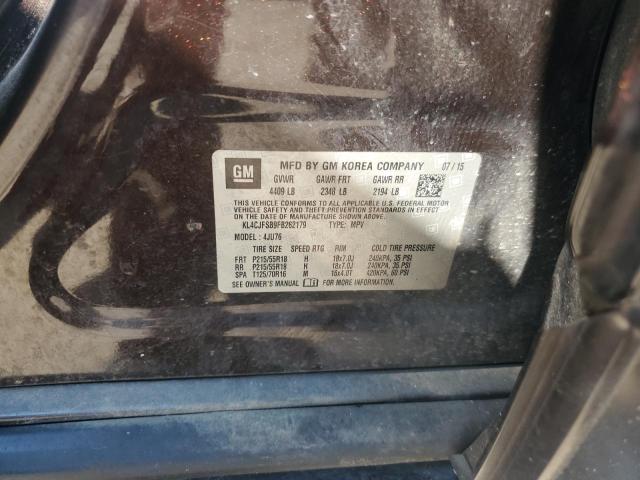 GM
MFD BY GM KOREA COMPANY 07/15
GVWR GAWR FRT GAWR RR
4409 LB 2348 LB 2194 LB
THIS VEHICLE CONFORMS TO ALL APPLICABLE U.S. FEDERAL MOTOR
VEHICLE SAFETY AND THEFT PREVENTION STANDARDS IN EFFECT ON
THE DATE OF MANUFACTURE SHOWN ABOVE.
KL4CJFSB9FB262179 TYPE: MPV
MODEL: 4JU76
TIRE SIZE SPEED RTG RIM COLD TIRE PRESSURE
FRT P215/55R18 H 18x7.0J 240KPA, 35 PSI
RR P215/55R18 H 18x7.0J 240KPA, 35 PSI
SPA T125/70R16 M 16x4.0T 420KPA, 60 PSI
SEE OWNER'S MANUAL FOR MORE INFORMATION.